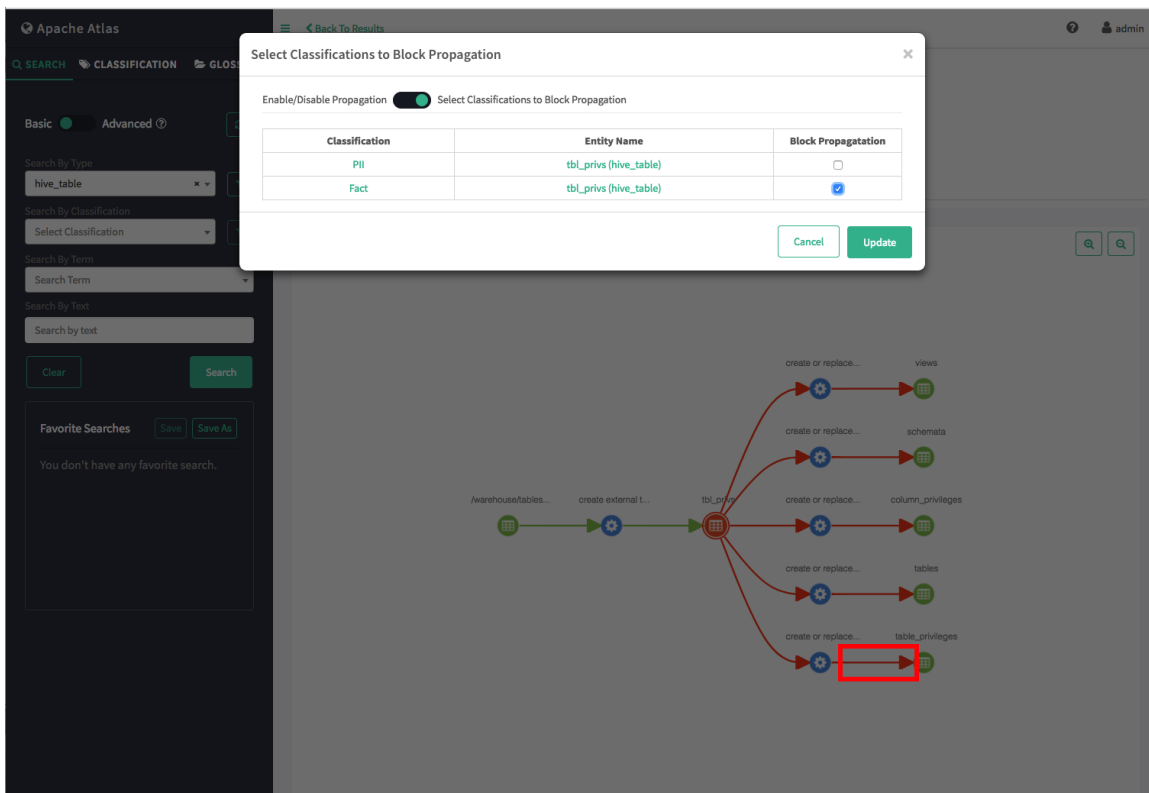 Apache Atlas
Back To Results
admin
SEARCH CLASSIFICATION GLOS
Select Classifications to Block Propagation
×
Enable/Disable Propagation Select Classifications to Block Propagation
Classification Entity Name Block Propagatation
PII tbl_privs (hive_table)
Fact tbl_privs (hive_table)
Cancel Update
Basic Advanced
Search By Type
hive_table
Search By Classification
Select Classification
Search By Term
Search Term
Search By Text
Search by text
Clear Search
Favorite Searches Save Save As
You don't have any favorite search.
create or replace... views
create or replace... schemata
/warehouse/tables... create external t... tbl_privs create or replace... column_privileges
create or replace... tables
create or replace... table_privileges